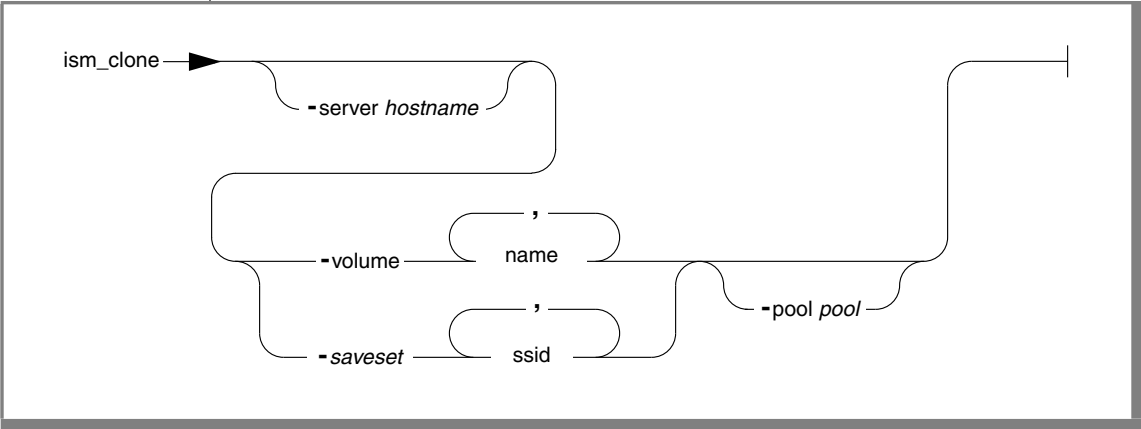 ism_clone
-server hostname
,
-volume name
-pool pool
,
-saveset ssid